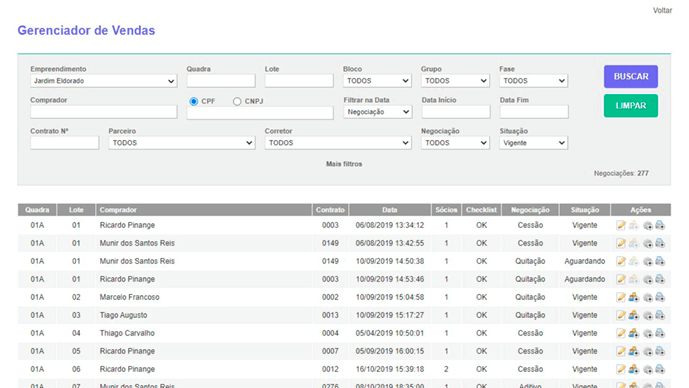 Voltar
Gerenciador de Vendas
Empreendimento Quadra Lote Bloco Grupo Fase
Jardim Eldorado TODOS TODOS TODOS BUSCAR
Comprador CPF CNPJ Filtrar na Data Data Início Data Fim LIMPAR
Negociação
Contrato Nº Parceiro Corretor Negociação Situação
TODOS TODOS TODOS Vigente
Mais filtros
Negociações: 277
Quadra Lote Comprador Contrato Data Sócios Checklist Negociação Situação Ações
01A 01 Ricardo Pinange 0003 06/08/2019 13:34:12 1 OK Cessão Vigente
01A 01 Munir dos Santos Reis 0149 06/08/2019 13:42:55 1 OK Cessão Vigente
01A 01 Munir dos Santos Reis 0149 10/09/2019 14:50:38 1 OK Quitação Aguardando
01A 01 Ricardo Pinange 0003 10/09/2019 14:53:46 1 OK Quitação Aguardando
01A 02 Marcelo Francoso 0002 10/09/2019 15:04:58 1 OK Quitação Vigente
01A 03 Tiago Augusto 0013 10/09/2019 15:17:27 1 OK Quitação Vigente
01A 04 Thiago Carvalho 0004 05/04/2019 10:50:01 1 OK Cessão Vigente
01A 05 Ricardo Pinange 0007 05/09/2019 16:00:15 1 OK Cessão Vigente
01A 06 Ricardo Pinange 0012 16/10/2019 15:39:18 2 OK Cessão Vigente
01A 07 Munir dos Santos Reis 0276 08/10/2019 18:35:00 1 OK Aditivo Vigente